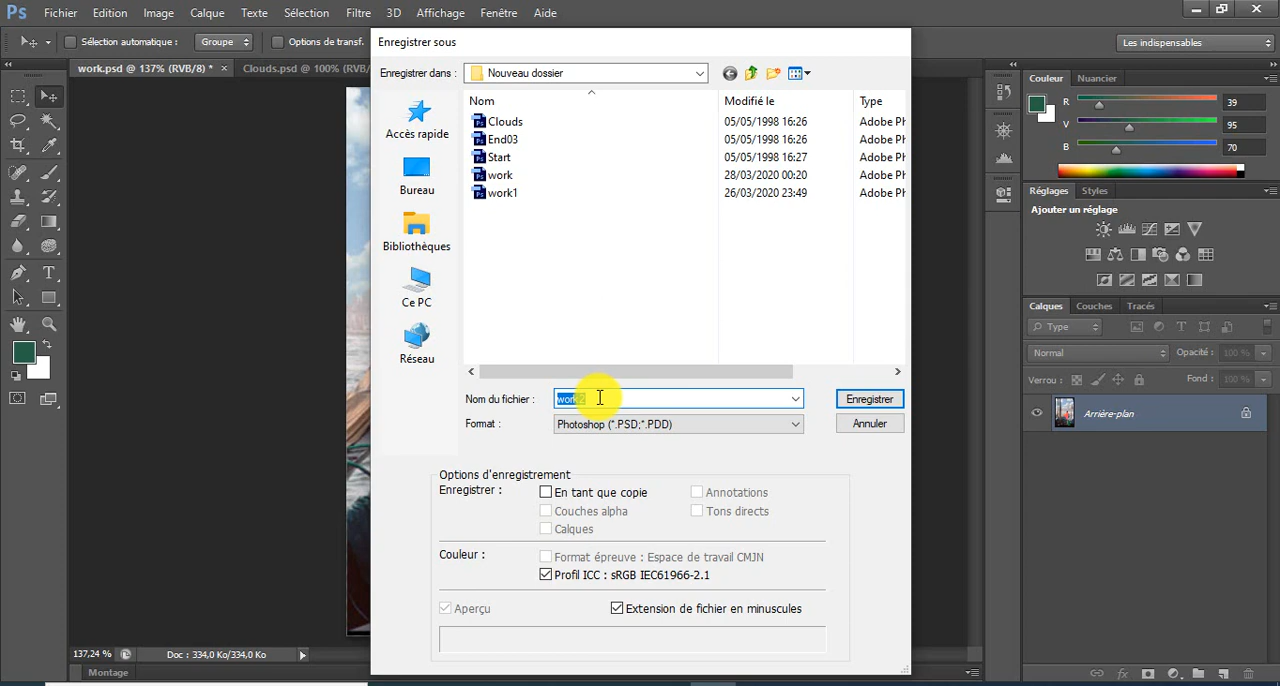 Ps Fichier Edition Image Calque Texte Sélection Filtre 3D Affichage Fenêtre Aide
Sélection automatique : Groupe Options de transf. Les indispensables
work.psd @ 137% (RVB/8) * × Clouds.psd @ 100% (RVB/
Enregistrer sous
Enregistrer dans : Nouveau dossier
Nom Modifié le Type
Clouds 05/05/1998 16:26 Adobe Ph
End03 05/05/1998 16:26 Adobe Ph
Start 05/05/1998 16:27 Adobe Ph
work 28/03/2020 00:20 Adobe Ph
work1 26/03/2020 23:49 Adobe Ph
Accès rapide
Bureau
Bibliothèques
Ce PC
Réseau
Nom du fichier : work2 Enregistrer
Format : Photoshop (*.PSD;*.PDD) Annuler
Options d'enregistrement
Enregistrer : En tant que copie Annotations
Couches alpha Tons directs
Calques
Couleur : Format épreuve : Espace de travail CMJN
Profil ICC : sRGB IEC61966-2.1
Aperçu Extension de fichier en minuscules
Couleur Nuancier
R 39
V 95
B 70
Réglages Styles
Ajouter un réglage
Calques Couches Tracés
Type
Normal Opacité : 100 %
Verrou : Fond : 100 %
Arrière-plan
137,24 % Doc : 334,0 Ko/334,0 Ko
Montage
fx